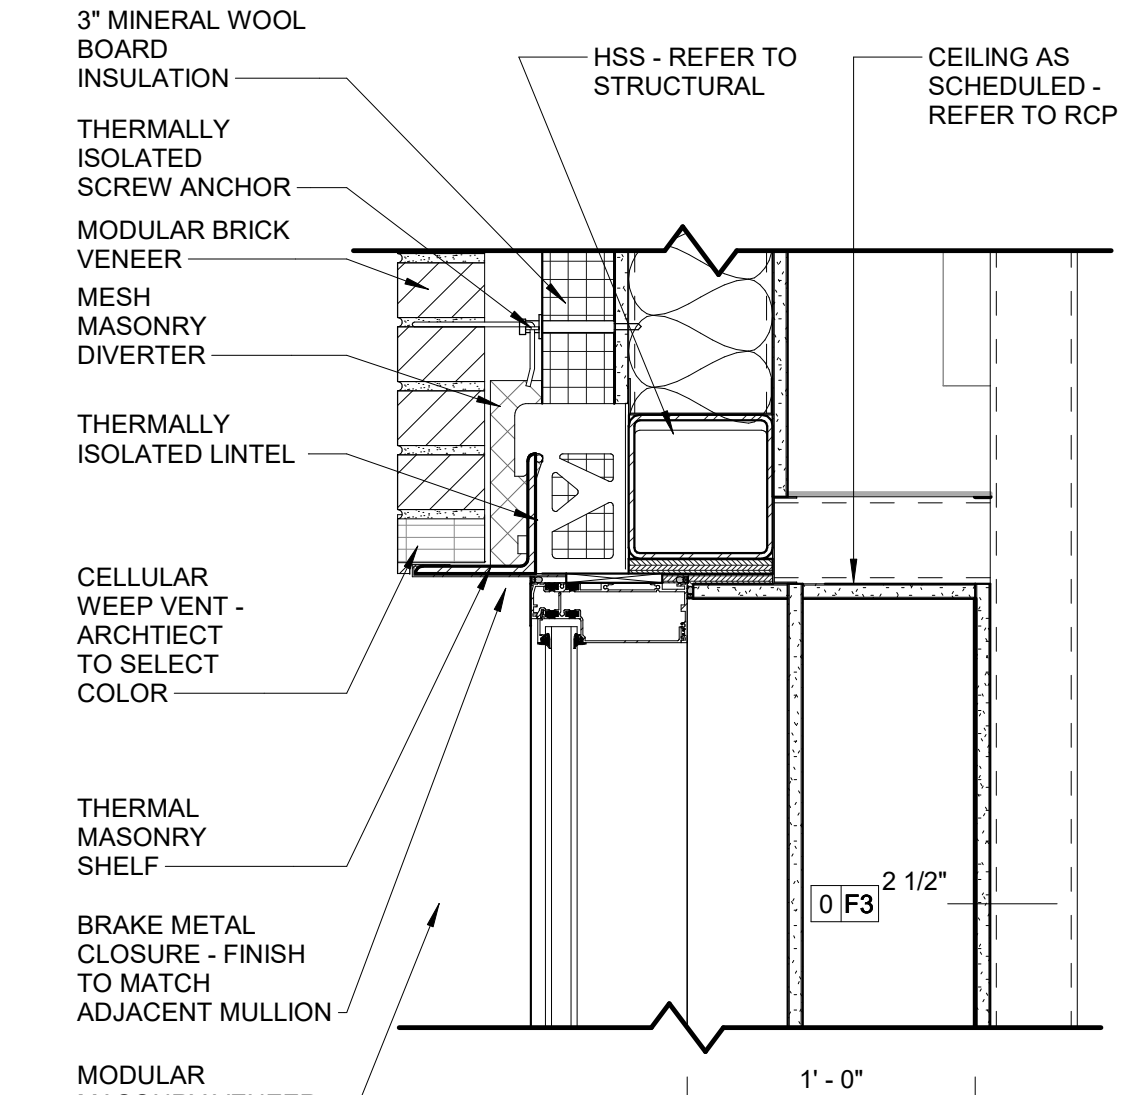 3" MINERAL WOOL
BOARD
INSULATION
HSS - REFER TO
STRUCTURAL
CEILING AS
SCHEDULED -
REFER TO RCP
THERMALLY
ISOLATED
SCREW ANCHOR
MODULAR BRICK
VENEER
MESH
MASONRY
DIVERTER
THERMALLY
ISOLATED LINTEL
CELLULAR
WEEP VENT -
ARCHTIECT
TO SELECT
COLOR
THERMAL
MASONRY
SHELF
0 F3
2 1/2"
BRAKE METAL
CLOSURE - FINISH
TO MATCH
ADJACENT MULLION
MODULAR
1' - 0"